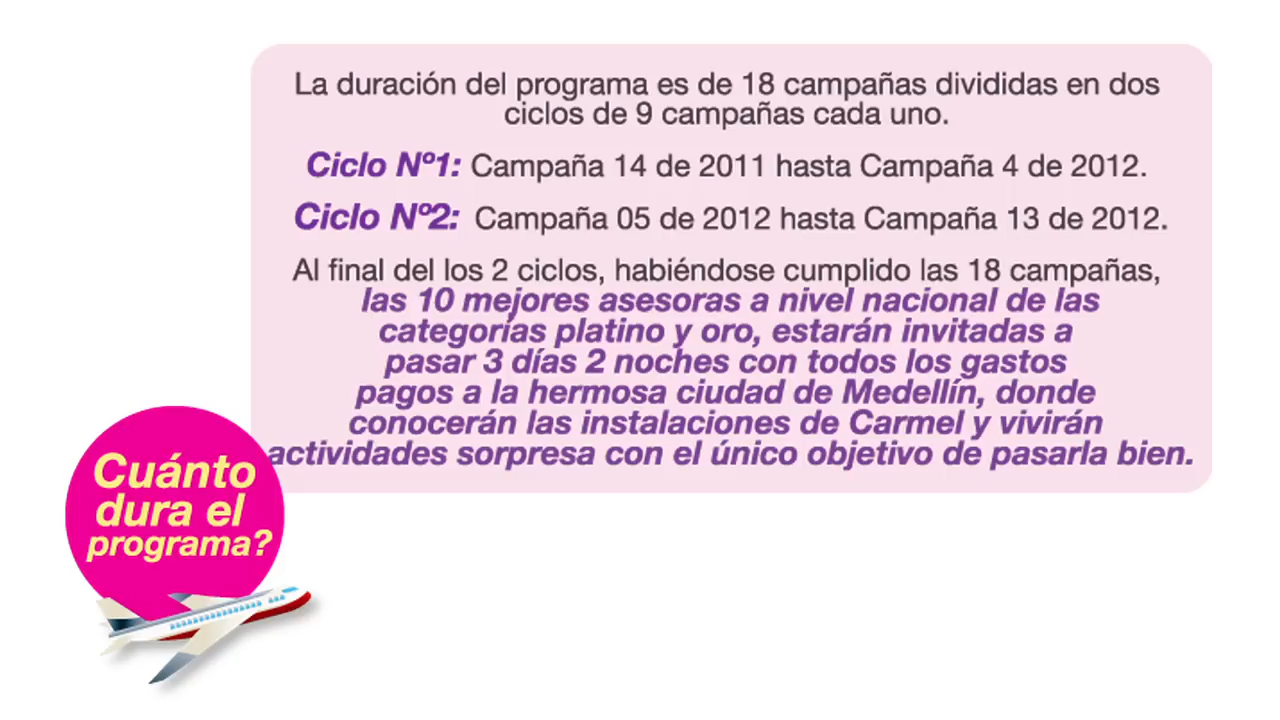 La duración del programa es de 18 campañas divididas en dos
ciclos de 9 campañas cada uno.
Ciclo Nº1: Campaña 14 de 2011 hasta Campaña 4 de 2012.
Ciclo Nº2: Campaña 05 de 2012 hasta Campaña 13 de 2012.
Al final del los 2 ciclos, habiéndose cumplido las 18 campañas,
las 10 mejores asesoras a nivel nacional de las
categorías platino y oro, estarán invitadas a
pasar 3 días 2 noches con todos los gastos
pagos a la hermosa ciudad de Medellín, donde
conocerán las instalaciones de Carmel y vivirán
actividades sorpresa con el único objetivo de pasarla bien.
Cuánto
dura el
programa?